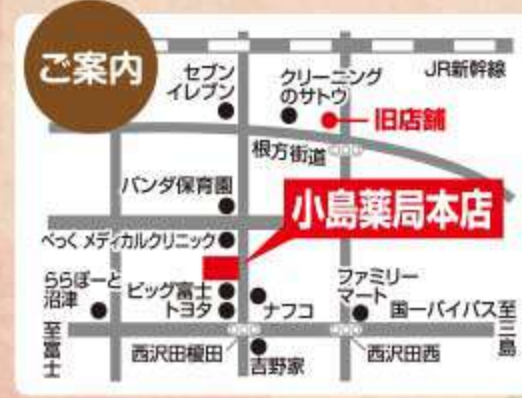 ご案内
JR新幹線
セブン
イレブン
クリーニング
のサトウ
旧店舗
根方街道
パンダ保育園
小島薬局本店
べっく メディカルクリニック
ららぽーと
沼津
ビッグ富士
トヨタ
ナフコ
ファミリー
マート
国一バイパス
至三島
至富士
西沢田榎田
吉野家
西沢田西